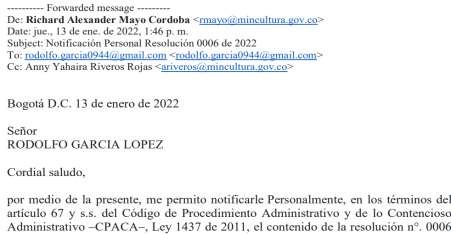 ---------- Forwarded message ---------
De: Richard Alexander Mayo Cordoba <rmayo@mincultura.gov.co>
Date: jue., 13 de ene. de 2022, 1:46 p. m.
Subject: Notificación Personal Resolución 0006 de 2022
To: rodolfo.garcia0944@gmail.com <rodolfo.garcia0944@gmail.com>
Cc: Anny Yahaira Riveros Rojas <ariveros@mincultura.gov.co>
Bogotá D.C. 13 de enero de 2022
Señor
RODOLFO GARCIA LOPEZ
Cordial saludo,
por medio de la presente, me permito notificarle Personalmente, en los términos del
artículo 67 y s.s. del Código de Procedimiento Administrativo y de lo Contencioso
Administrativo –CPACA–, Ley 1437 de 2011, el contenido de la resolución n°. 0006